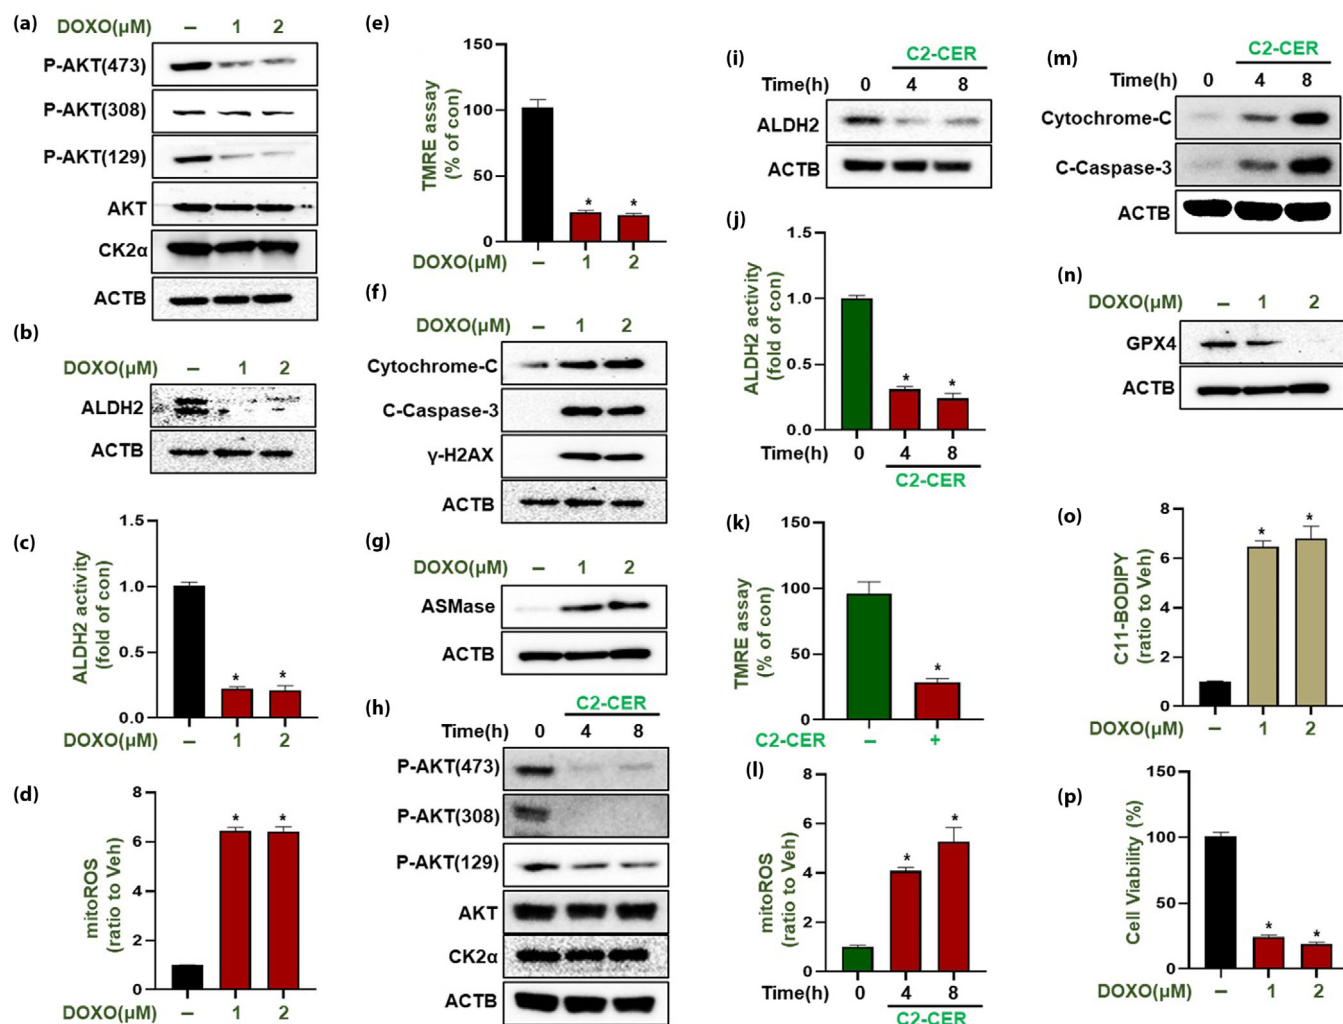 (a)
DOXO(μM) – 1 2
P-AKT(473)
P-AKT(308)
P-AKT(129)
AKT
CK2α
ACTB
(b)
DOXO(μM) – 1 2
ALDH2
ACTB
(c)
ALDH2 activity
(fold of con)
1.5
1.0
0.5
0.0
* *
DOXO(μM) – 1 2
(d)
mitoROS
(ratio to Veh)
8
6
4
2
0
* *
DOXO(μM) – 1 2
(e)
TMRE assay
(% of con)
150
100
50
0
* *
DOXO(μM) – 1 2
(f)
DOXO(μM) – 1 2
Cytochrome-C
C-Caspase-3
γ-H2AX
ACTB
(g)
DOXO(μM) – 1 2
ASMase
ACTB
(h)
C2-CER
Time(h) 0 4 8
P-AKT(473)
P-AKT(308)
P-AKT(129)
AKT
CK2α
ACTB
(i)
C2-CER
Time(h) 0 4 8
ALDH2
ACTB
(j)
ALDH2 activity
(fold of con)
1.5
1.0
0.5
0.0
* *
Time(h) 0 4 8
C2-CER
(k)
TMRE assay
(% of con)
150
100
50
0
*
C2-CER – +
(l)
mitoROS
(ratio to Veh)
8
6
4
2
0
* *
Time(h) 0 4 8
C2-CER
(m)
C2-CER
Time(h) 0 4 8
Cytochrome-C
C-Caspase-3
ACTB
(n)
DOXO(μM) – 1 2
GPX4
ACTB
(o)
C11-BODIPY
(ratio to Veh)
8
6
4
2
0
* *
DOXO(μM) – 1 2
(p)
Cell Viability (%)
150
100
50
0
* *
DOXO(μM) – 1 2